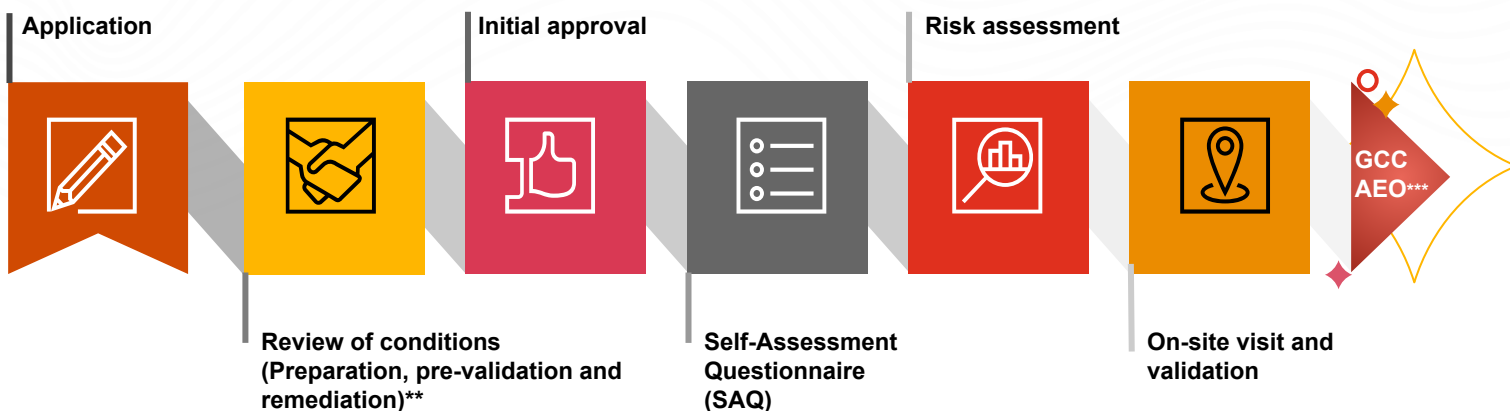 Application
Initial approval
Risk assessment
GCC
AEO***
Review of conditions
(Preparation, pre-validation and
remediation)**
Self-Assessment
Questionnaire
(SAQ)
On-site visit and
validation